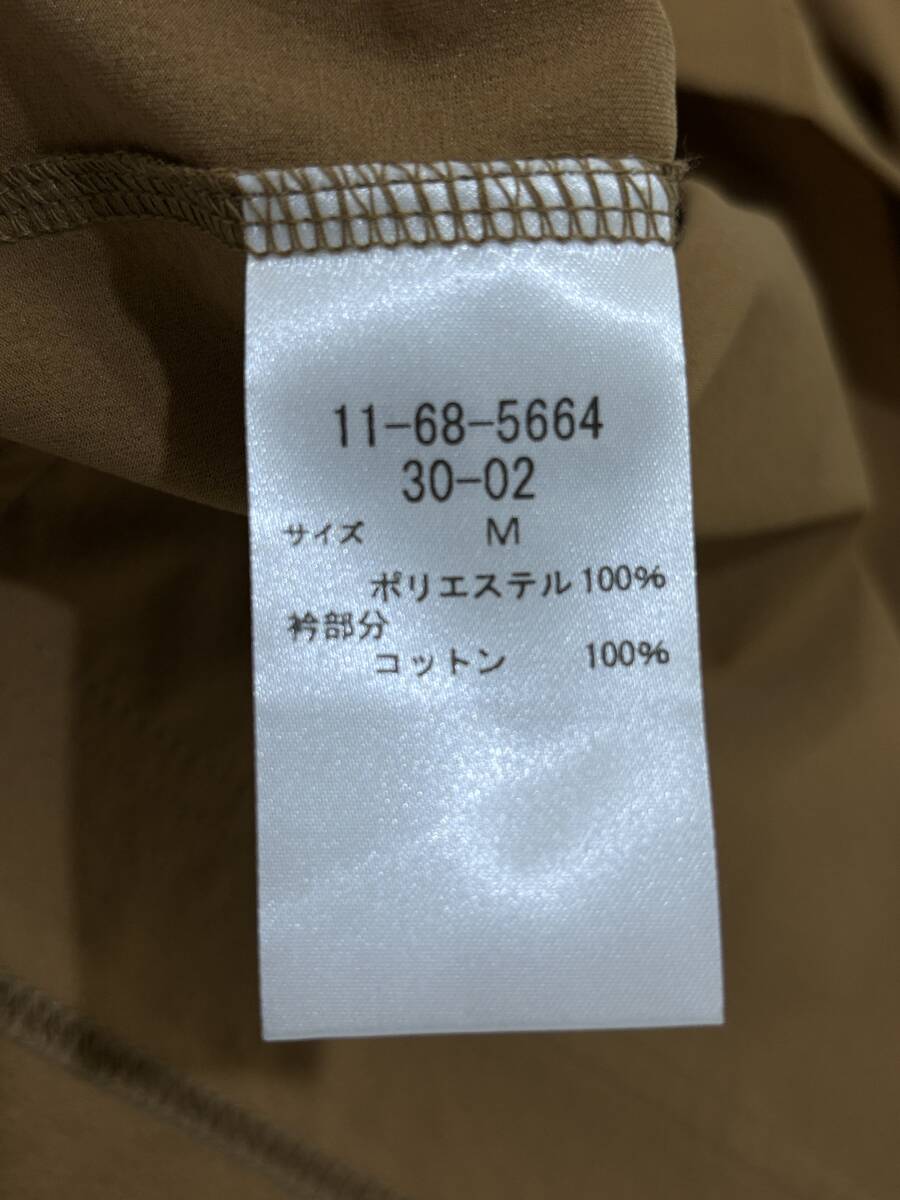 11-68-5664
30-02
サイズ M
ポリエステル 100%
衿部分
コットン 100%